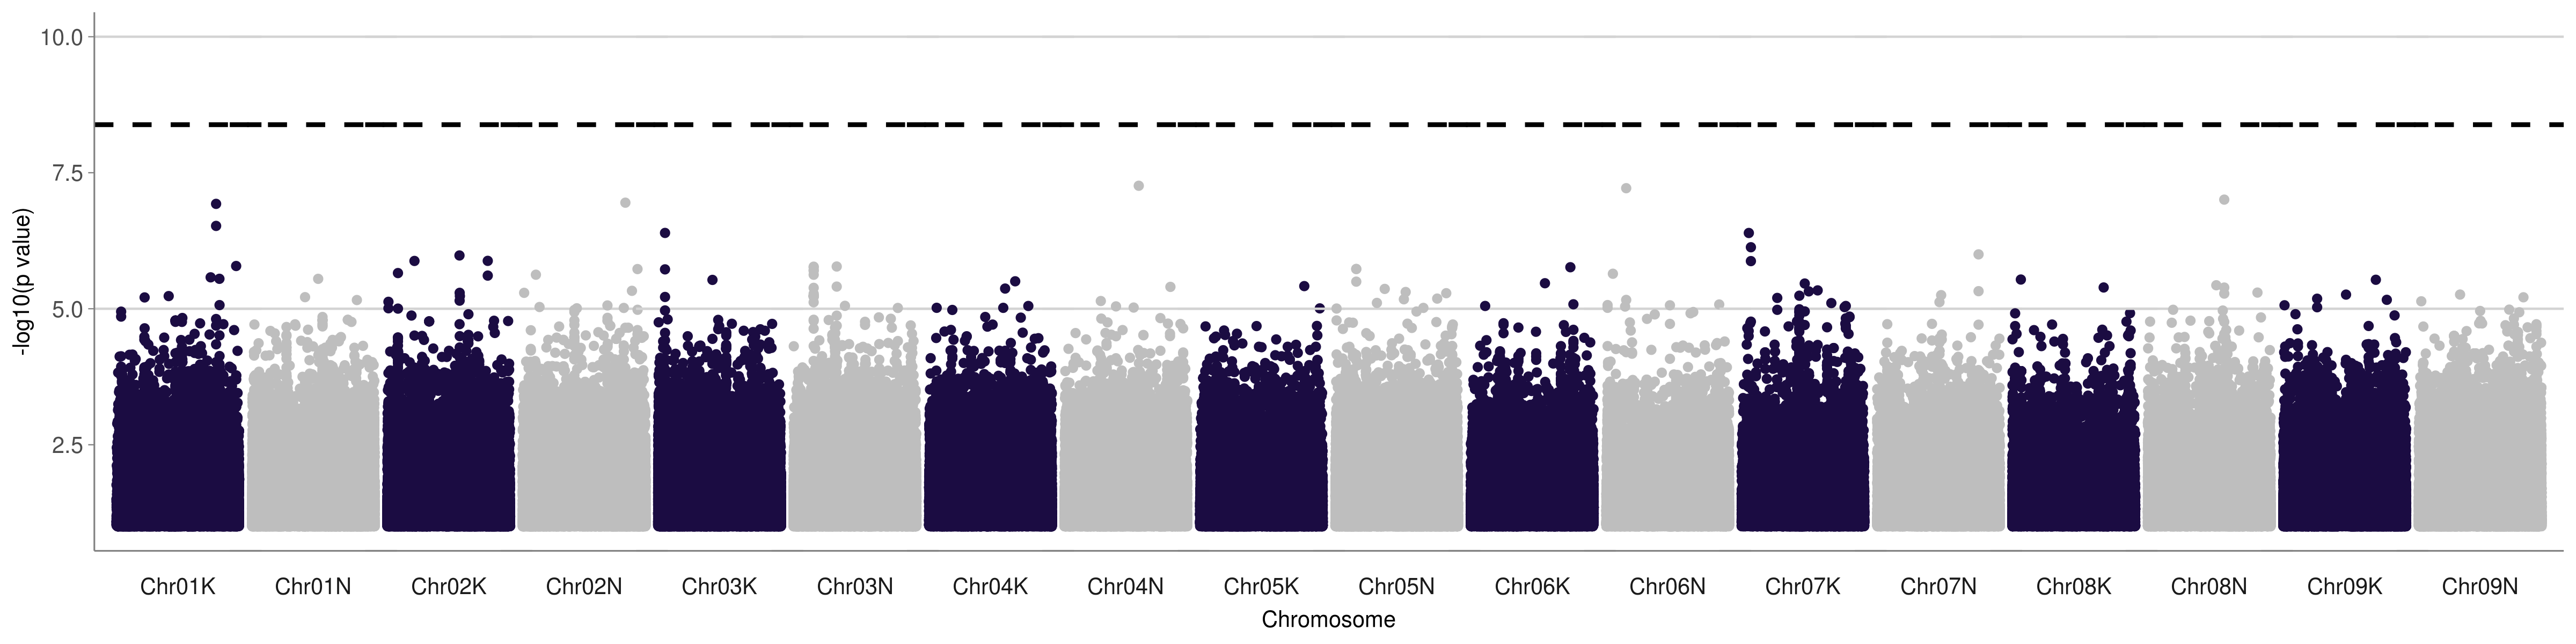 10.0
7.5
5.0
2.5
-log10(p value)
Chr01K Chr01N Chr02K Chr02N Chr03K Chr03N Chr04K Chr04N Chr05K Chr05N Chr06K Chr06N Chr07K Chr07N Chr08K Chr08N Chr09K Chr09N
Chromosome